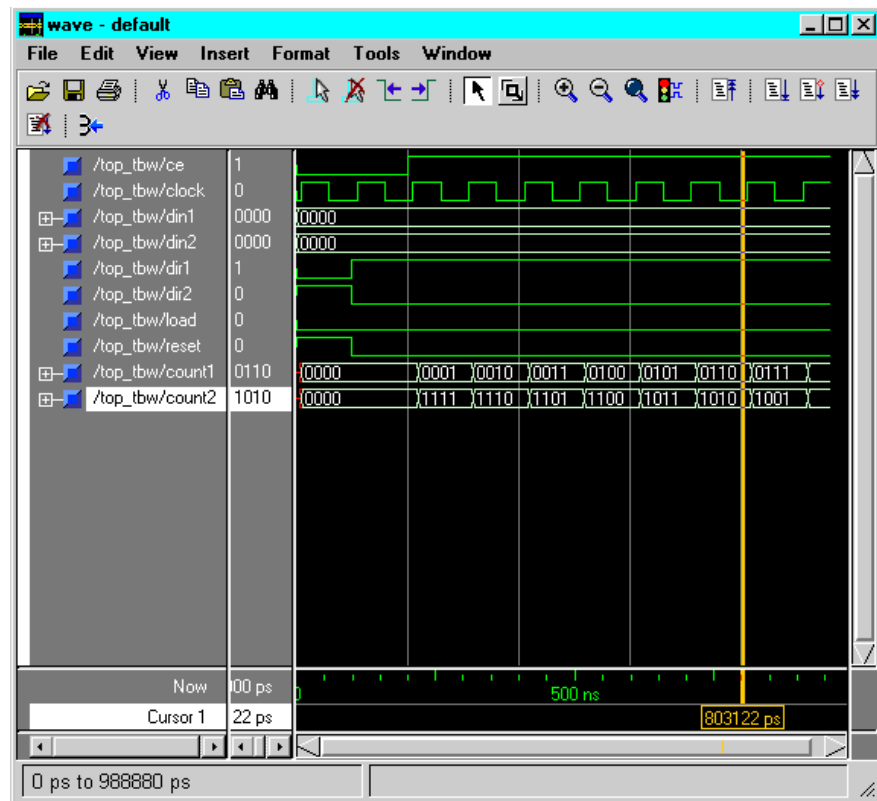 wave - default
File Edit View Insert Format Tools Window
/top_tbw/ce 1
/top_tbw/clock 0
/top_tbw/din1 0000 0000
/top_tbw/din2 0000 0000
/top_tbw/dir1 1
/top_tbw/dir2 0
/top_tbw/load 0
/top_tbw/reset 0
/top_tbw/count1 0110 0000 0001 0010 0011 0100 0101 0110 0111
/top_tbw/count2 1010 0000 1111 1110 1101 1100 1011 1010 1001
Now 00 ps 0 500 ns
Cursor 1 22 ps 803122 ps
0 ps to 988880 ps